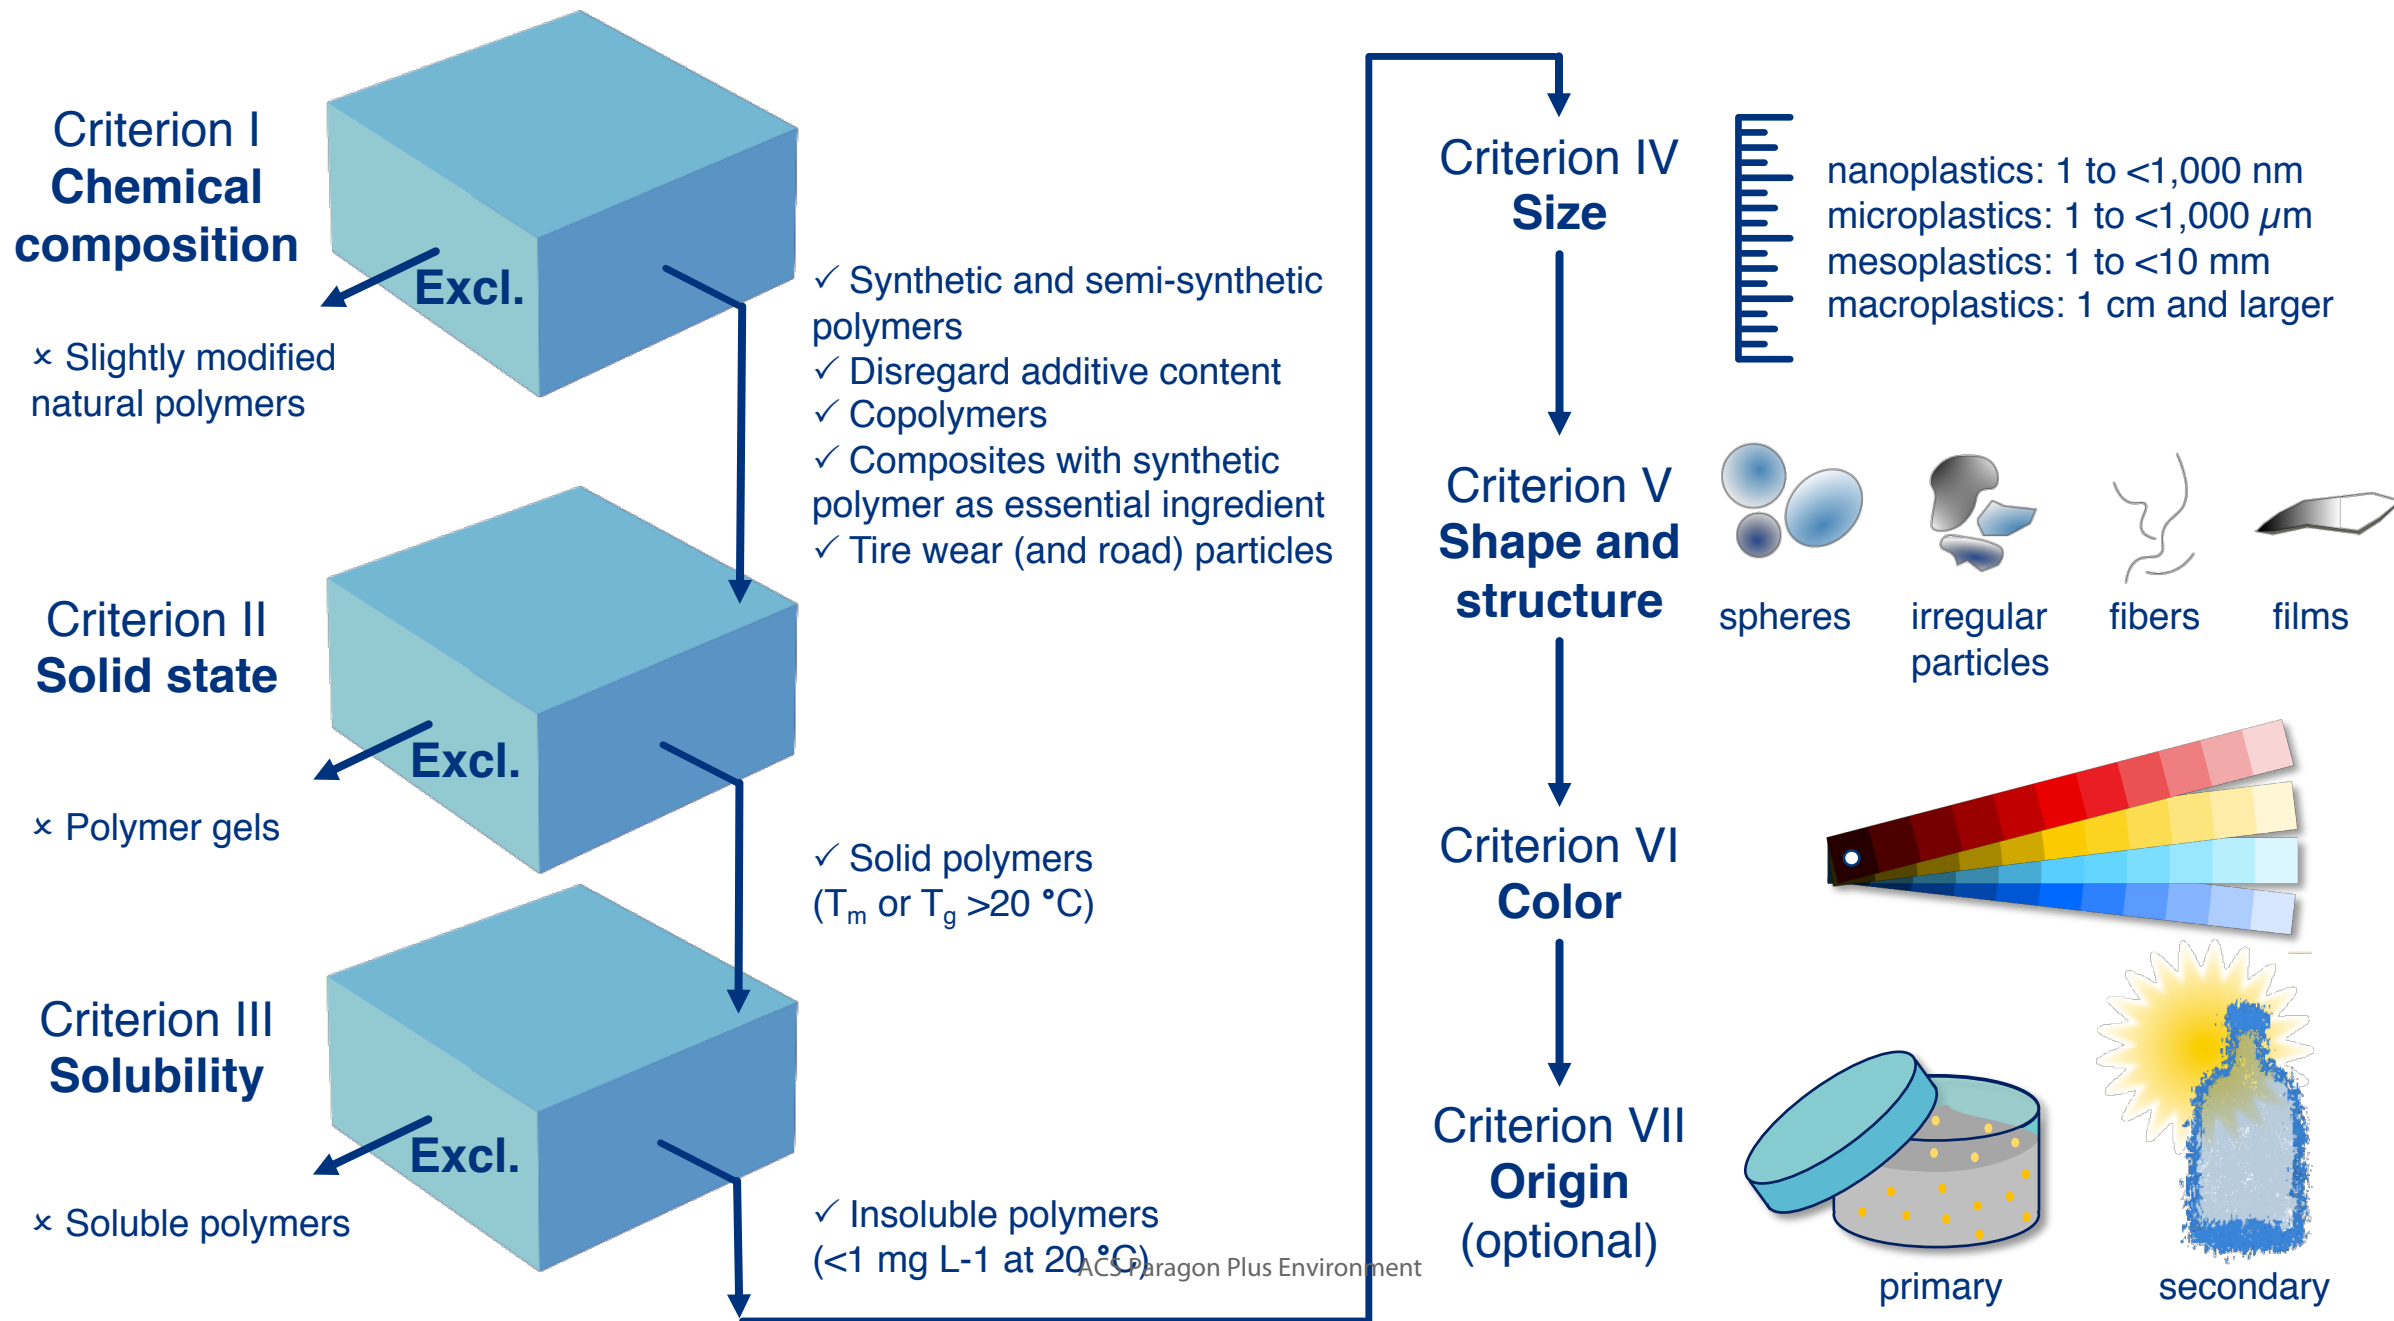 Criterion I
Chemical
composition
Excl.
× Slightly modified
natural polymers
✓ Synthetic and semi-synthetic
polymers
✓ Disregard additive content
✓ Copolymers
✓ Composites with synthetic
polymer as essential ingredient
✓ Tire wear (and road) particles
Criterion II
Solid state
Excl.
× Polymer gels
✓ Solid polymers
(Tm or Tg >20 °C)
Criterion III
Solubility
Excl.
× Soluble polymers
✓ Insoluble polymers
(<1 mg L-1 at 20 °C)
Criterion IV
Size
nanoplastics: 1 to <1,000 nm
microplastics: 1 to <1,000 µm
mesoplastics: 1 to <10 mm
macroplastics: 1 cm and larger
Criterion V
Shape and
structure
spheres
irregular
particles
fibers
films
Criterion VI
Color
Criterion VII
Origin
(optional)
primary
secondary
ACS Paragon Plus Environment